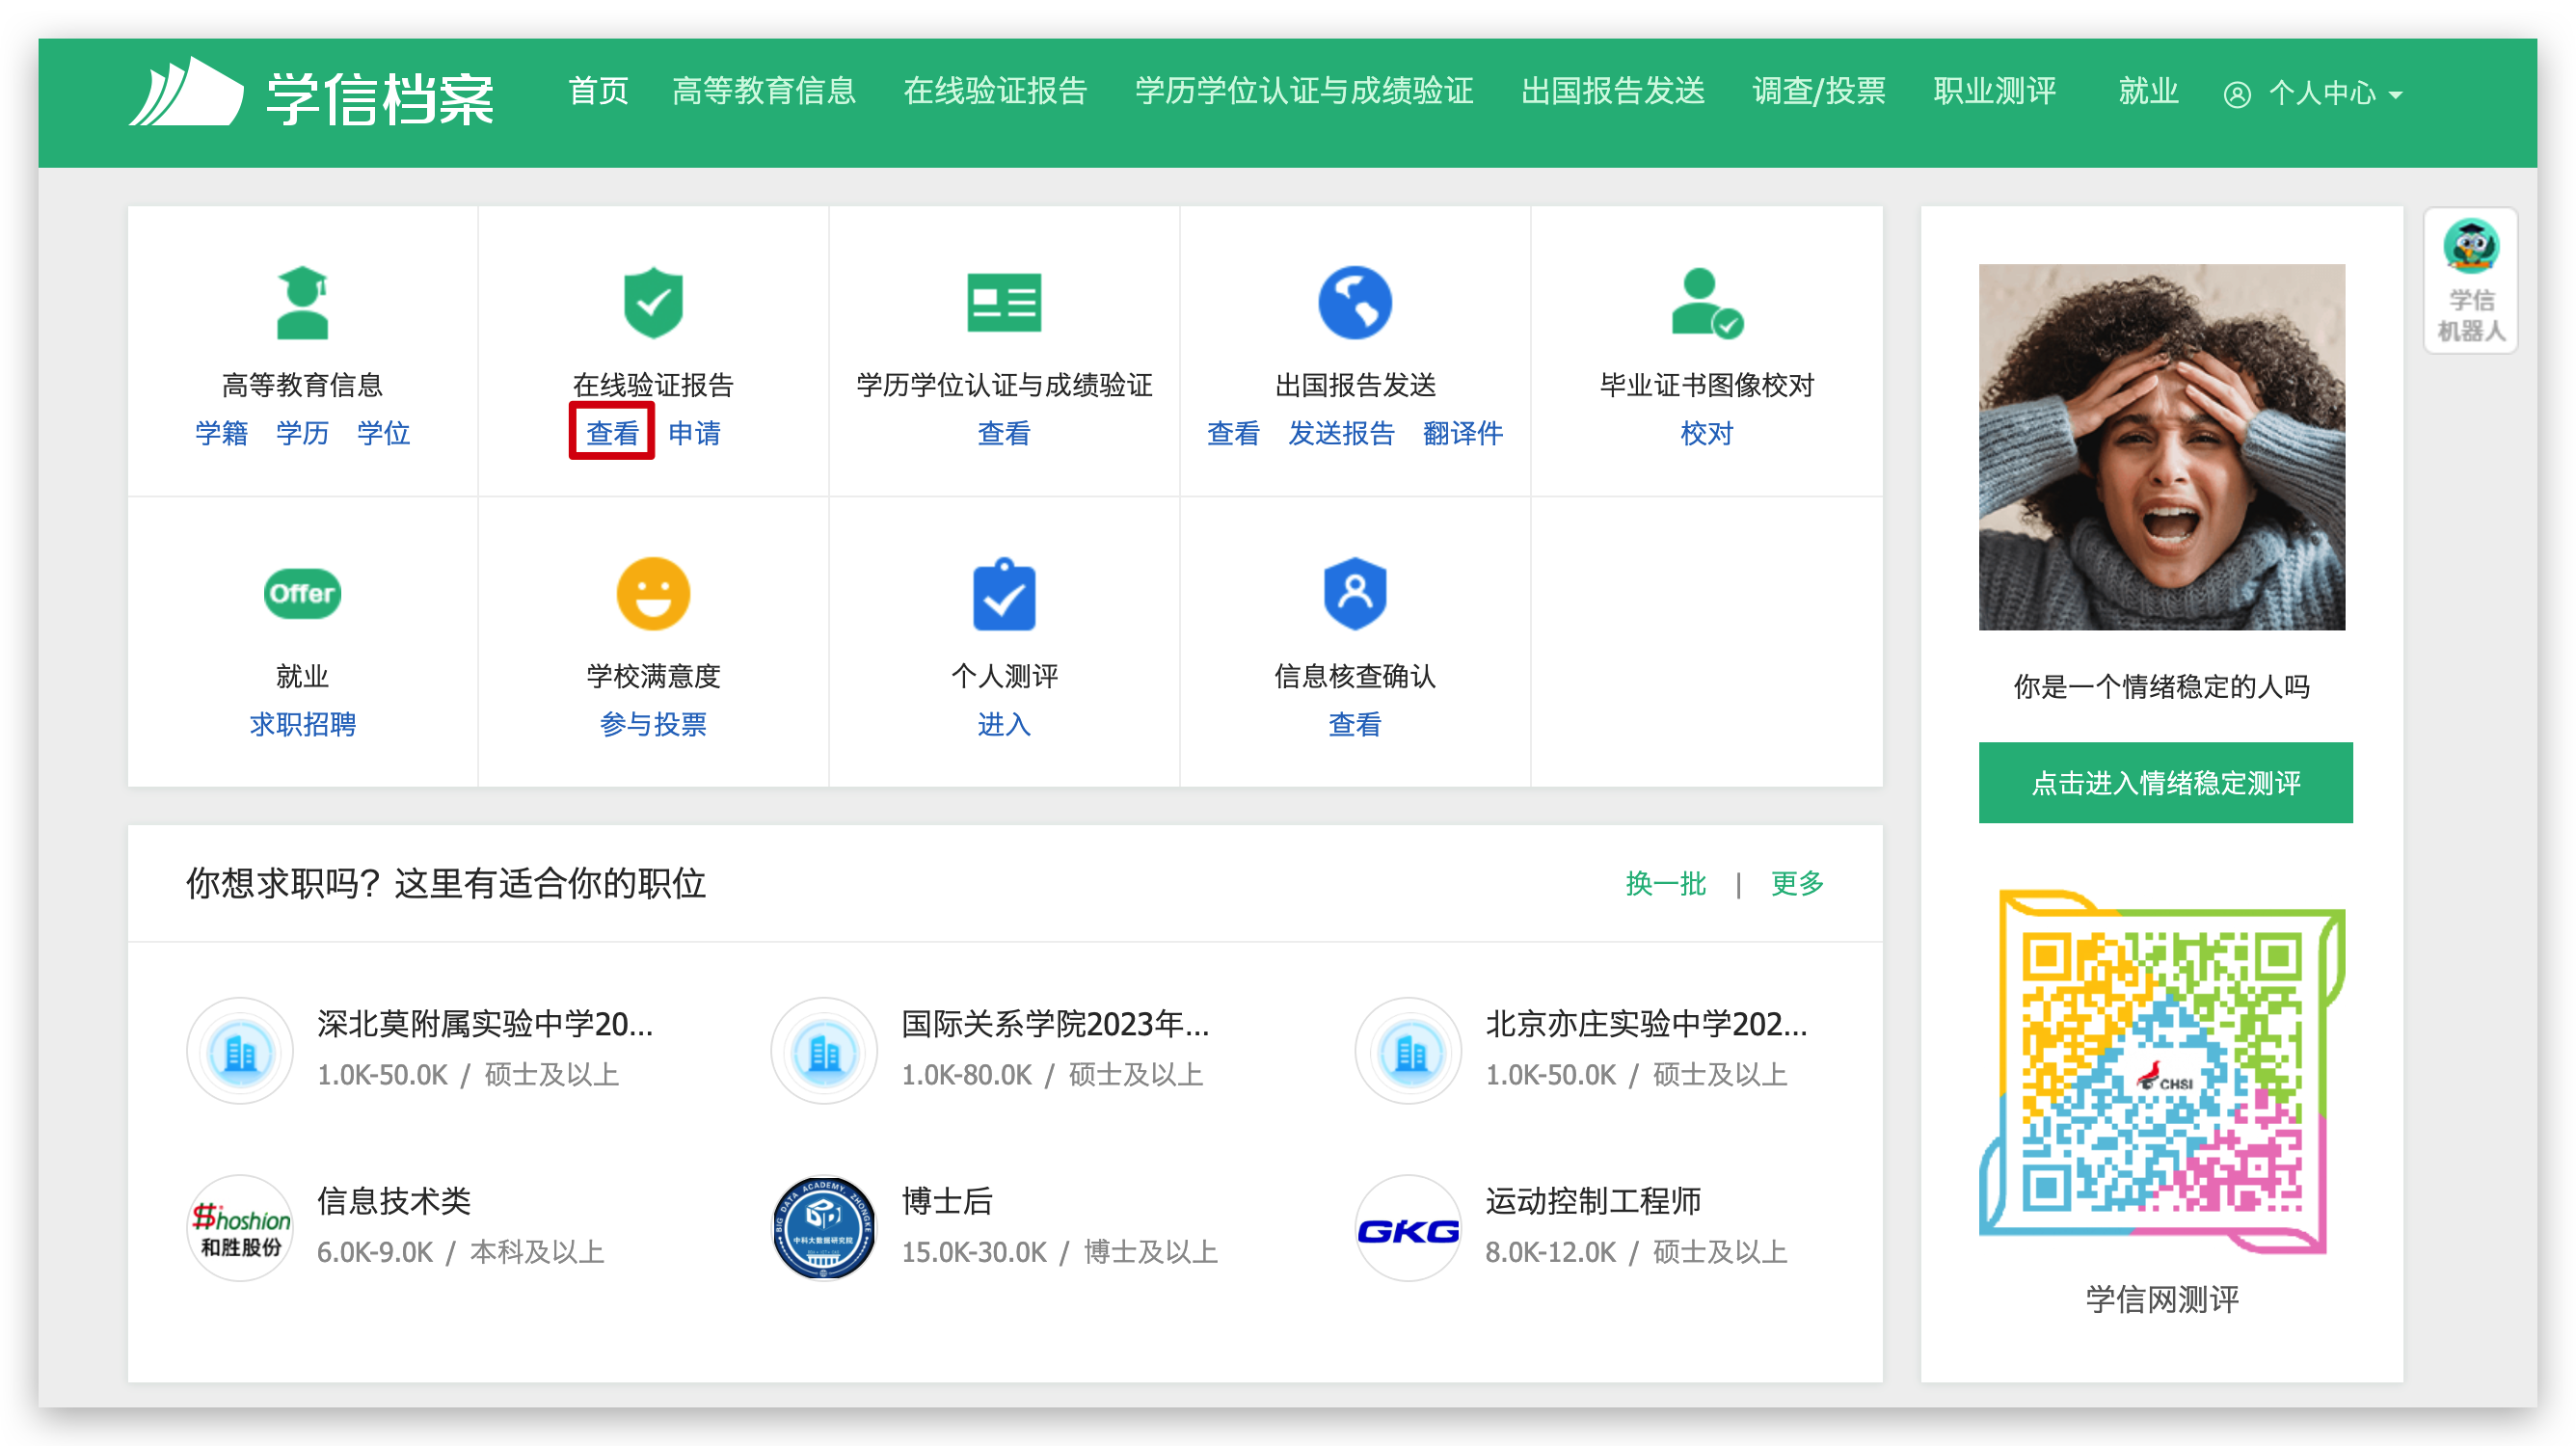 学信档案
首页 高等教育信息 在线验证报告 学历学位认证与成绩验证 出国报告发送 调查/投票 职业测评 就业 个人中心
高等教育信息
学籍 学历 学位
在线验证报告
查看 申请
学历学位认证与成绩验证
查看
出国报告发送
查看 发送报告 翻译件
毕业证书图像校对
校对
Offer
就业
求职招聘
学校满意度
参与投票
个人测评
进入
信息核查确认
查看
你想求职吗？这里有适合你的职位
换一批 | 更多
深北莫附属实验中学20...
1.0K-50.0K / 硕士及以上
国际关系学院2023年...
1.0K-80.0K / 硕士及以上
北京亦庄实验中学202...
1.0K-50.0K / 硕士及以上
Shoshion
和胜股份
信息技术类
6.0K-9.0K / 本科及以上
BIG DATA ACADEMY, ZHONGKE
中科大数据研究院
博士后
15.0K-30.0K / 博士及以上
GKG
运动控制工程师
8.0K-12.0K / 硕士及以上
你是一个情绪稳定的人吗
点击进入情绪稳定测评
CHSI
学信网测评
学信
机器人